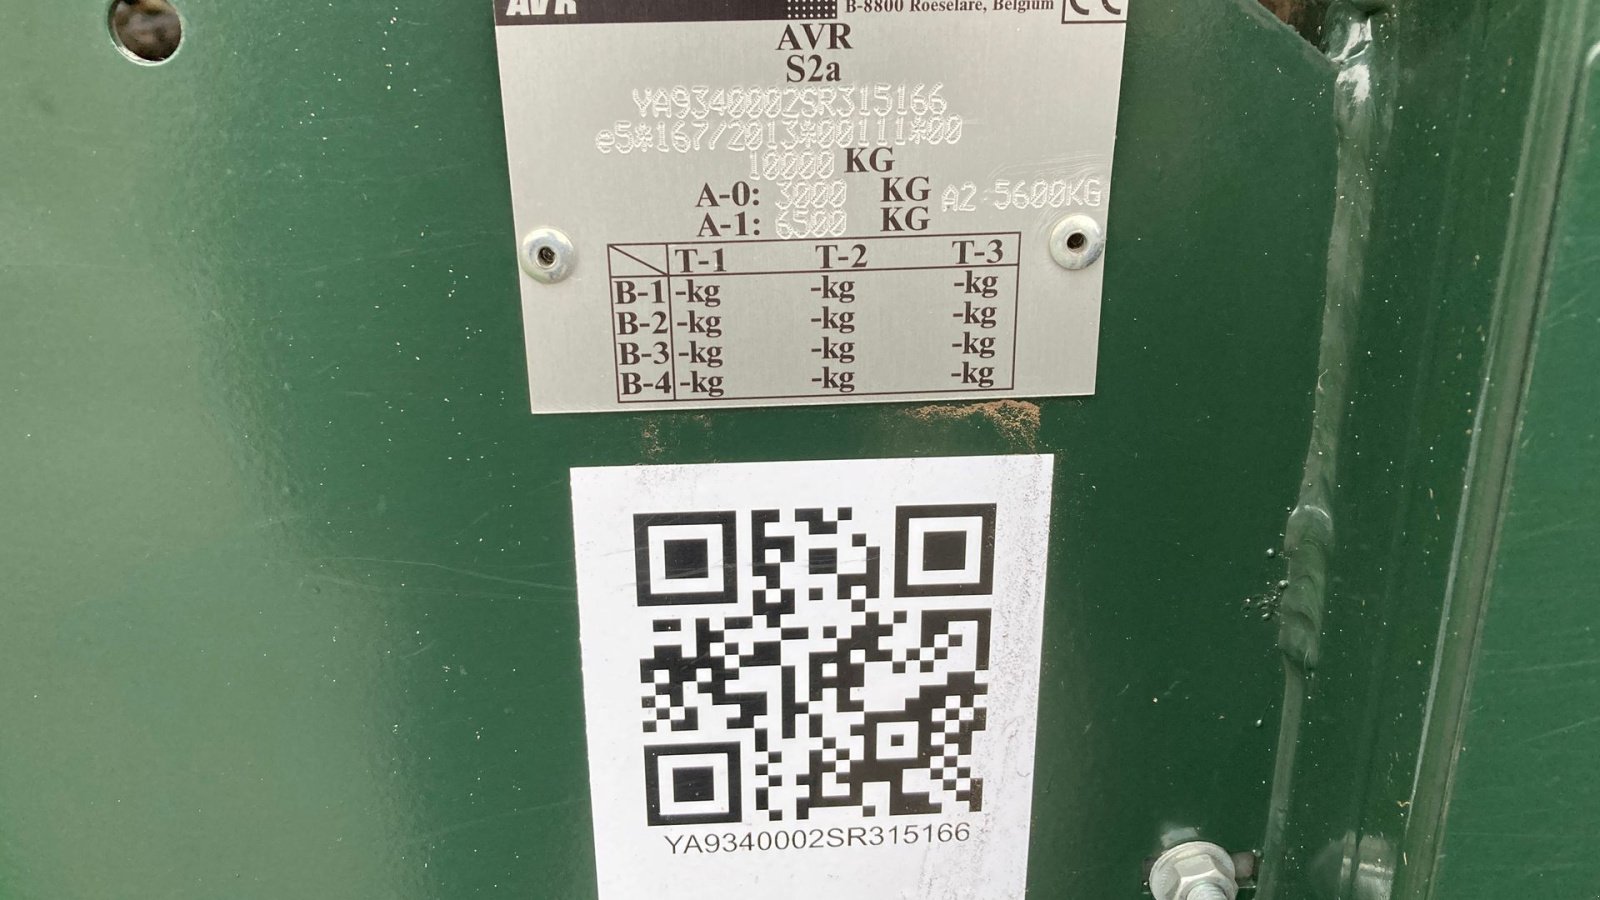 AVR
B-8800 Roeselare, Belgium CE
AVR
S2a
YA9340002SR315166
e5*167/2013*00111*00
10000 KG
A-0: 3000 KG A2-5600KG
A-1: 6500 KG
T-1 T-2 T-3
B-1 -kg -kg -kg
B-2 -kg -kg -kg
B-3 -kg -kg -kg
B-4 -kg -kg -kg
YA9340002SR315166